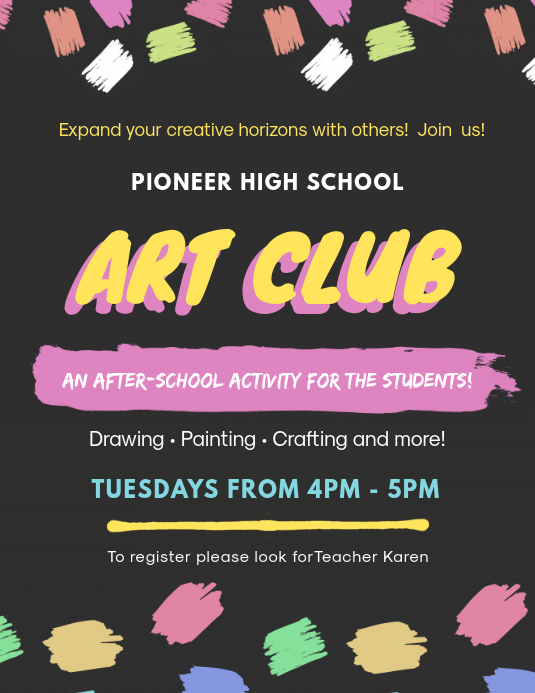 Expand your creative horizons with others!  Join  us!
PIONEER HIGH SCHOOL
ART CLUB
AN AFTER-SCHOOL ACTIVITY FOR THE STUDENTS!
Drawing • Painting • Crafting and more!
TUESDAYS FROM 4PM - 5PM
To register please look forTeacher Karen